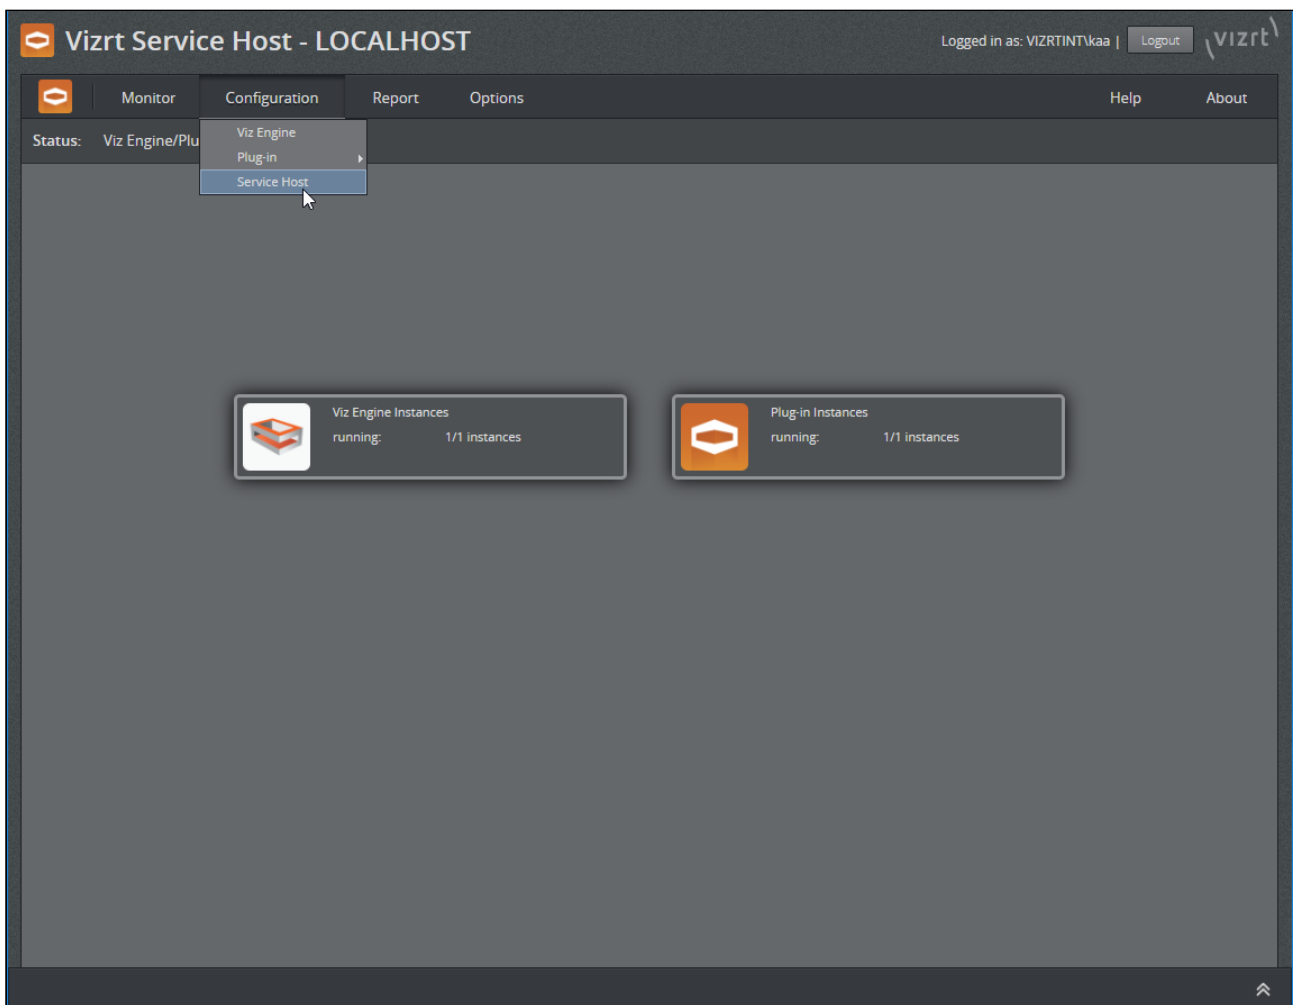 Vizrt Service Host - LOCALHOST
Logged in as: VIZRTINT\kaa | Logout
vizrt
Monitor Configuration Report Options Help About
Status: Viz Engine/Plu
Viz Engine
Plug-in
Service Host
Viz Engine Instances
running: 1/1 instances
Plug-in Instances
running: 1/1 instances